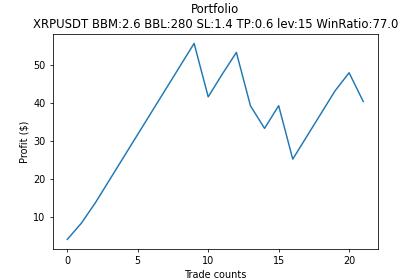 Portfolio
XRPUSDT BBM:2.6 BBL:280 SL:1.4 TP:0.6 lev:15 WinRatio:77.0
Profit ($)
50
40
30
20
10
0
5
10
15
20
Trade counts